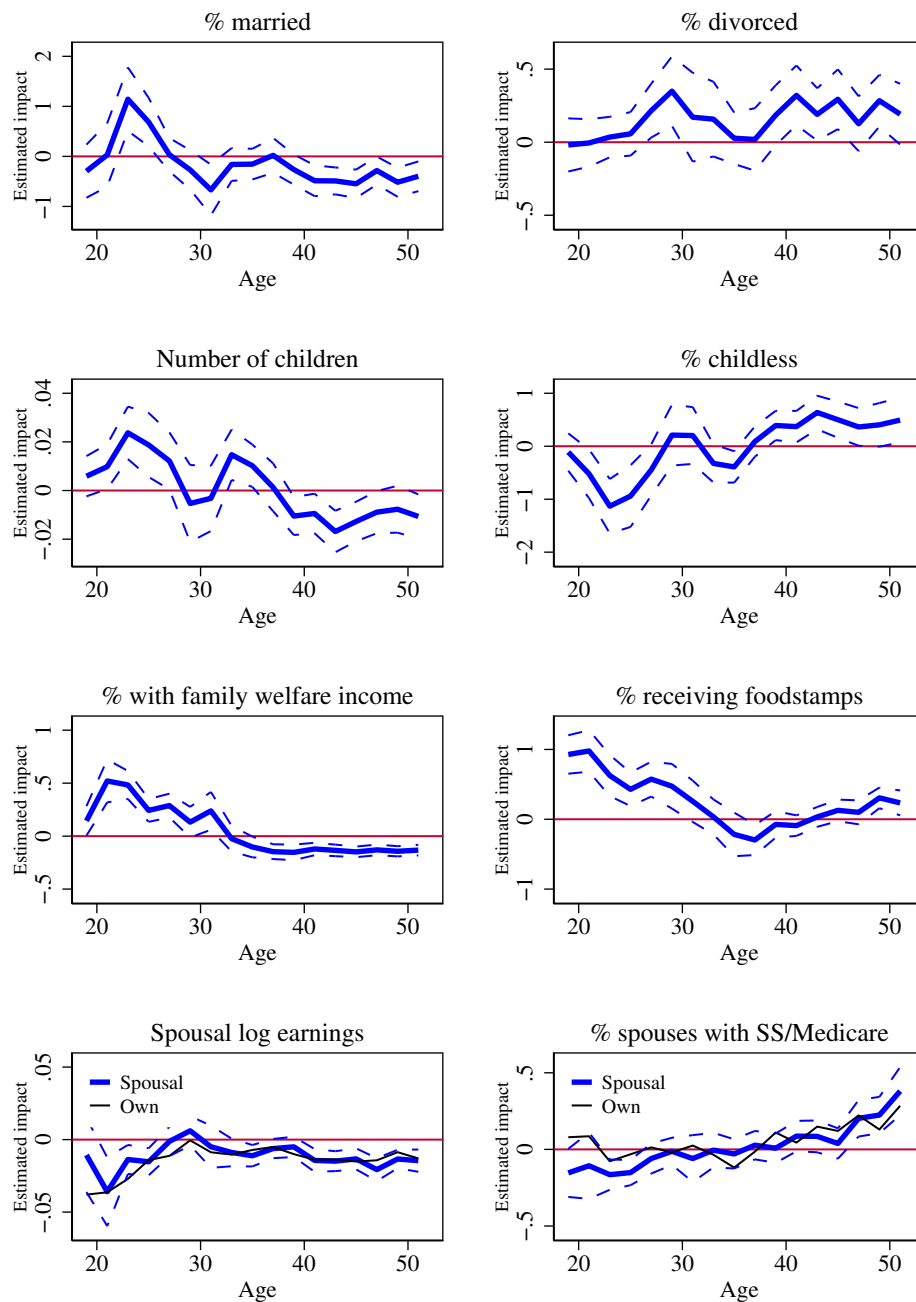 % married
Estimated impact
2
1
0
−1
20 30 40 50
Age
% divorced
Estimated impact
.5
0
−.5
20 30 40 50
Age
Number of children
Estimated impact
.04
.02
0
−.02
20 30 40 50
Age
% childless
Estimated impact
1
0
−1
−2
20 30 40 50
Age
% with family welfare income
Estimated impact
1
.5
0
−.5
20 30 40 50
Age
% receiving foodstamps
Estimated impact
1
0
−1
20 30 40 50
Age
Spousal log earnings
Estimated impact
.05
0
−.05
Spousal
Own
20 30 40 50
Age
% spouses with SS/Medicare
Estimated impact
.5
0
−.5
Spousal
Own
20 30 40 50
Age